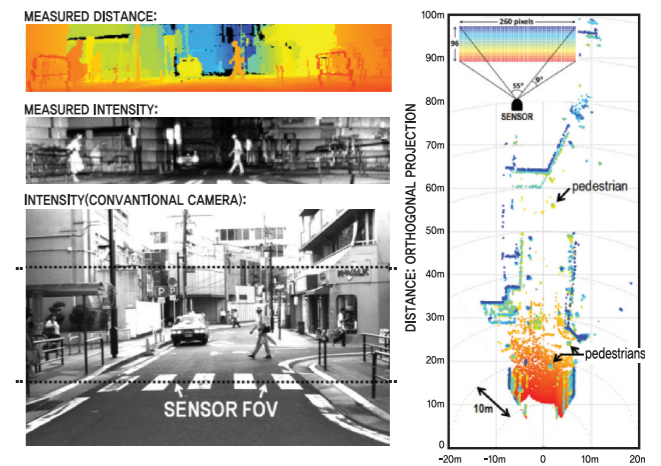 MEASURED DISTANCE:
MEASURED INTENSITY:
INTENSITY(CONVANTIONAL CAMERA):
P P
SENSOR FOV
DISTANCE: ORTHOGONAL PROJECTION
100m
90m
80m
70m
60m
50m
40m
30m
20m
10m
0
260 pixels
96
55°
9°
SENSOR
pedestrian
pedestrians
10m
-20m
-10m
0
10m
20m